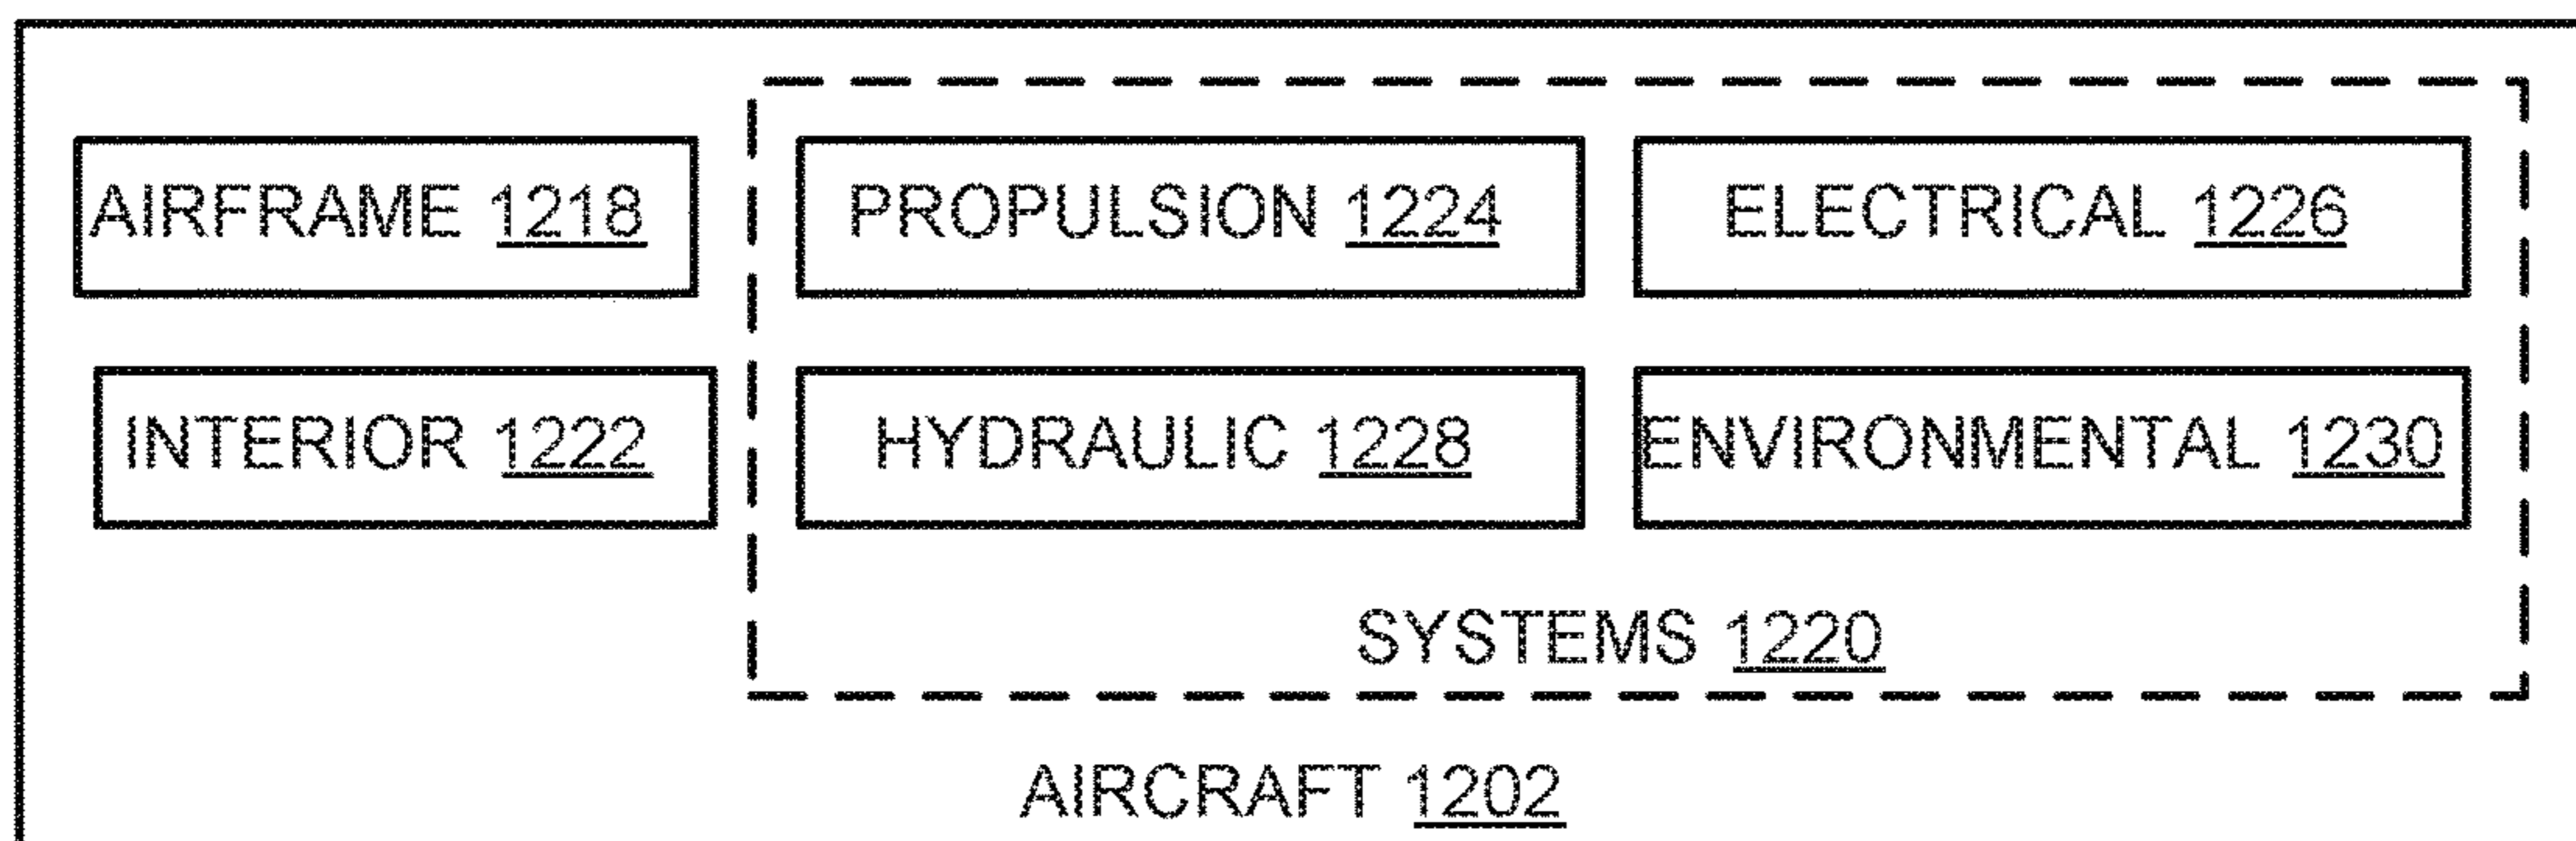 AIRFRAME 1218
PROPULSION 1224
ELECTRICAL 1226
INTERIOR 1222
HYDRAULIC 1228
ENVIRONMENTAL 1230
SYSTEMS 1220
AIRCRAFT 1202